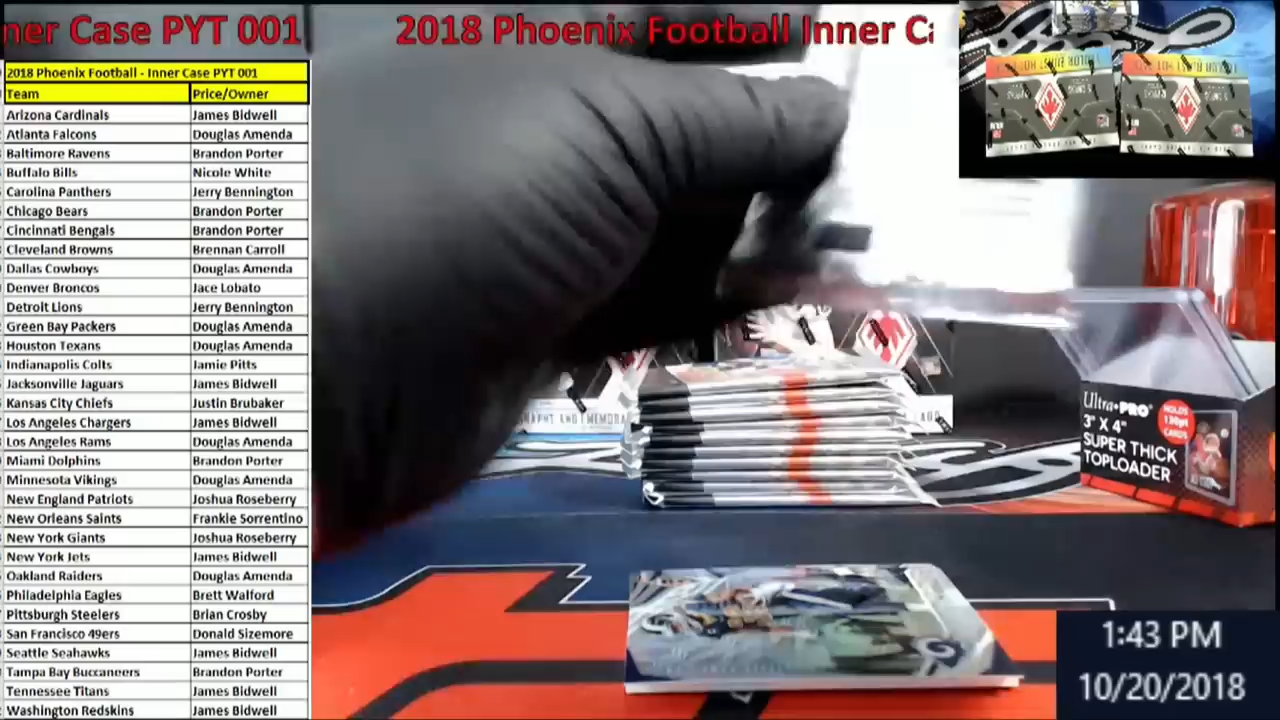 ner Case PYT 001
2018 Phoenix Football Inner Ca
2018 Phoenix Football - Inner Case PYT 001
Team Price/Owner
Arizona Cardinals James Bidwell
Atlanta Falcons Douglas Amenda
Baltimore Ravens Brandon Porter
Buffalo Bills Nicole White
Carolina Panthers Jerry Bennington
Chicago Bears Brandon Porter
Cincinnati Bengals Brandon Porter
Cleveland Browns Brennan Carroll
Dallas Cowboys Douglas Amenda
Denver Broncos Jace Lobato
Detroit Lions Jerry Bennington
Green Bay Packers Douglas Amenda
Houston Texans Douglas Amenda
Indianapolis Colts Jamie Pitts
Jacksonville Jaguars James Bidwell
Kansas City Chiefs Justin Brubaker
Los Angeles Chargers James Bidwell
Los Angeles Rams Douglas Amenda
Miami Dolphins Brandon Porter
Minnesota Vikings Douglas Amenda
New England Patriots Joshua Roseberry
New Orleans Saints Frankie Sorrentino
New York Giants Joshua Roseberry
New York Jets James Bidwell
Oakland Raiders Douglas Amenda
Philadelphia Eagles Brett Walford
Pittsburgh Steelers Brian Crosby
San Francisco 49ers Donald Sizemore
Seattle Seahawks James Bidwell
Tampa Bay Buccaneers Brandon Porter
Tennessee Titans James Bidwell
Washington Redskins James Bidwell
Ultra·PRO
HOLDS
130pt
CARDS
3" X 4"
SUPER THICK
TOPLOADER
1:43 PM
10/20/2018